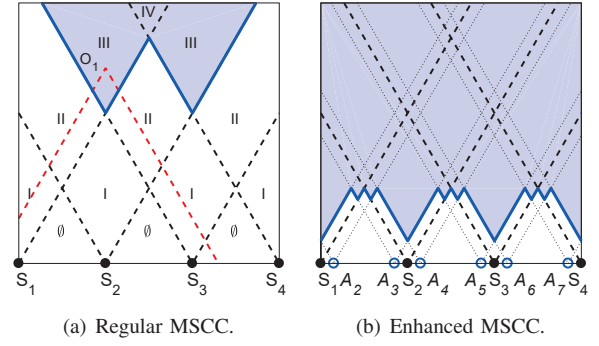 IV
III III
O₁
II II II
I I I I
∅ ∅ ∅
S₁ S₂ S₃ S₄
S₁ A₂ A₃ S₂ A₄ A₅ S₃ A₆ A₇ S₄
(a) Regular MSCC. (b) Enhanced MSCC.